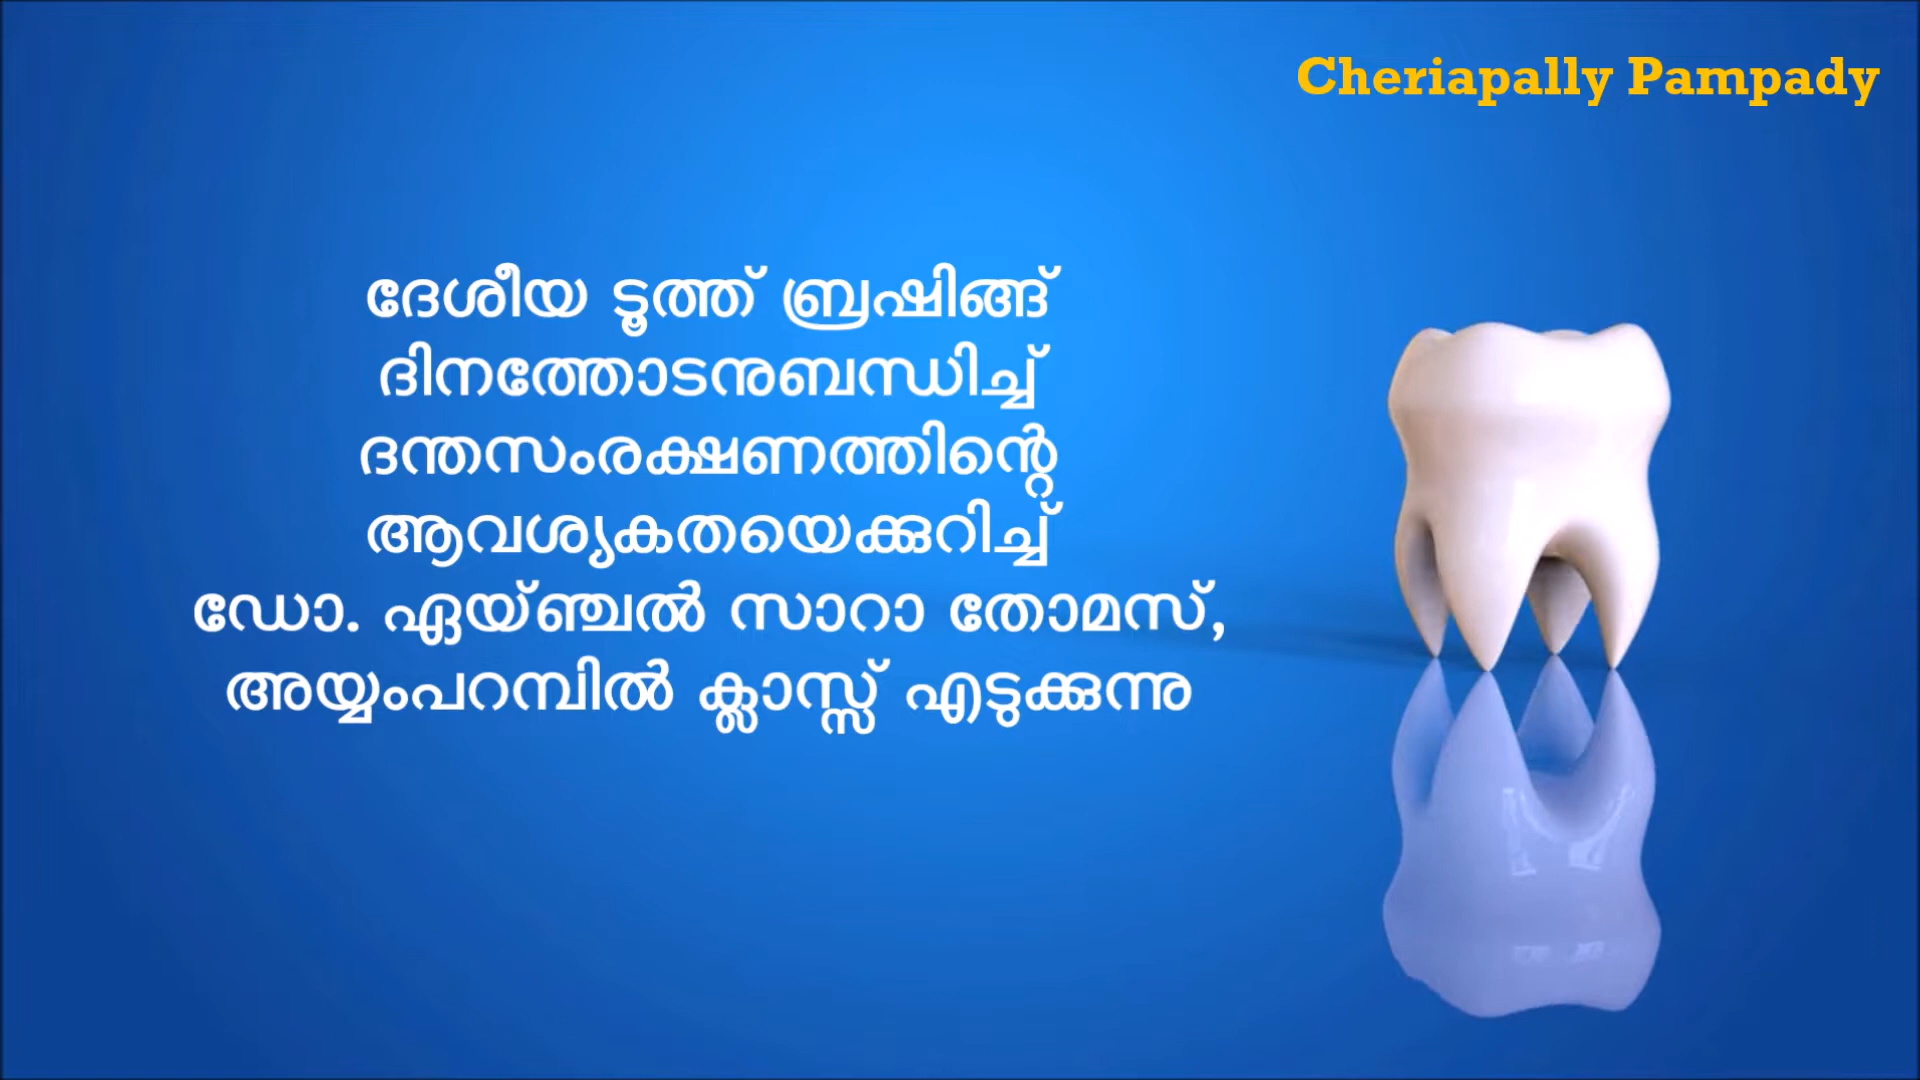 Cheriapally Pampady
ദേശീയ ടൂത്ത് ബ്രഷിങ്ങ്
ദിനത്തോടനുബന്ധിച്ച്
ദന്തസംരക്ഷണത്തിന്റെ
ആവശ്യകതയെക്കുറിച്ച്
ഡോ. ഏയ്ഞ്ചൽ സാറാ തോമസ്,
അയ്യംപറമ്പിൽ ക്ലാസ്സ് എടുക്കുന്നു